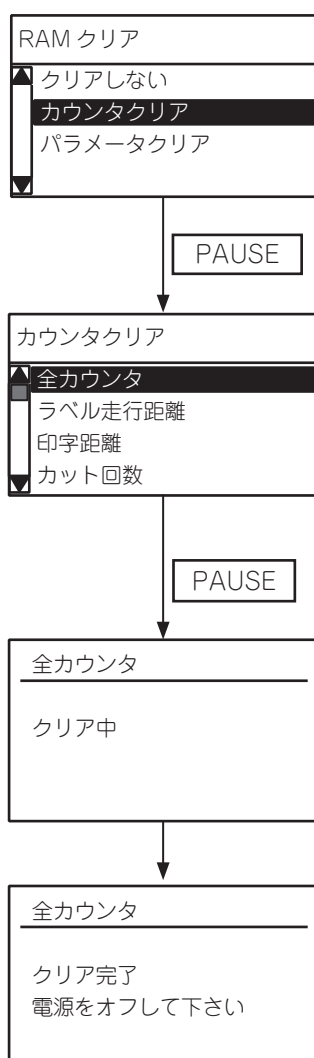 RAM クリア
クリアしない
カウンタクリア
パラメータクリア
PAUSE
カウンタクリア
全カウンタ
ラベル走行距離
印字距離
カット回数
PAUSE
全カウンタ
クリア中
全カウンタ
クリア完了
電源をオフして下さい